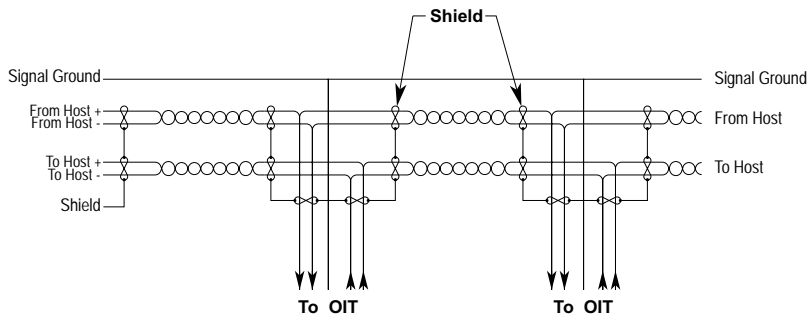 Shield
Signal Ground
Signal Ground
From Host +
From Host -
From Host
To Host +
To Host -
To Host
Shield
To OIT
To OIT